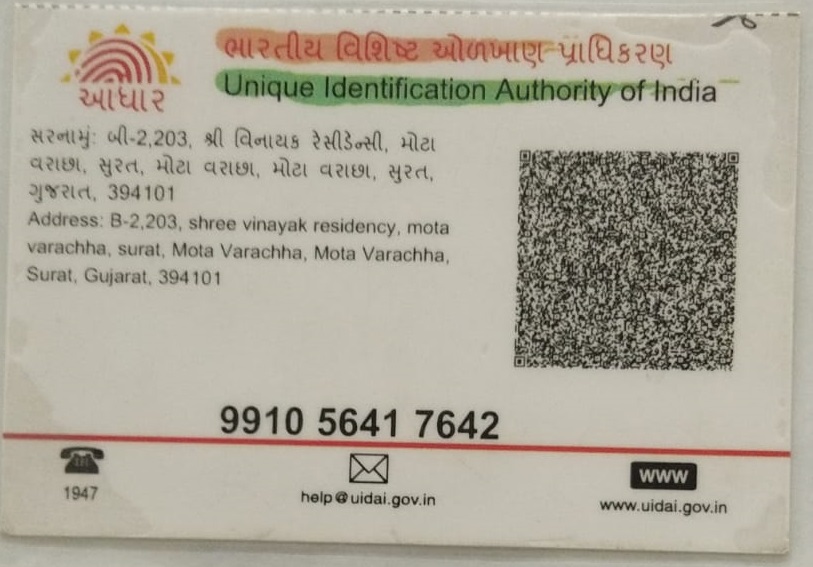 ભારતીય વિશિષ્ટ ઓળખાણ પ્રાધિકરણ
Unique Identification Authority of India
આધાર
સરનામું: બી-2,203, શ્રી વિનાયક રેસીડેન્સી, મોટા
વરાછા, સુરત, મોટા વરાછા, મોટા વરાછા, સુરત,
ગુજરાત, 394101
Address: B-2,203, shree vinayak residency, mota
varachha, surat, Mota Varachha, Mota Varachha,
Surat, Gujarat, 394101
9910 5641 7642
1947
help@uidai.gov.in
WWW
www.uidai.gov.in